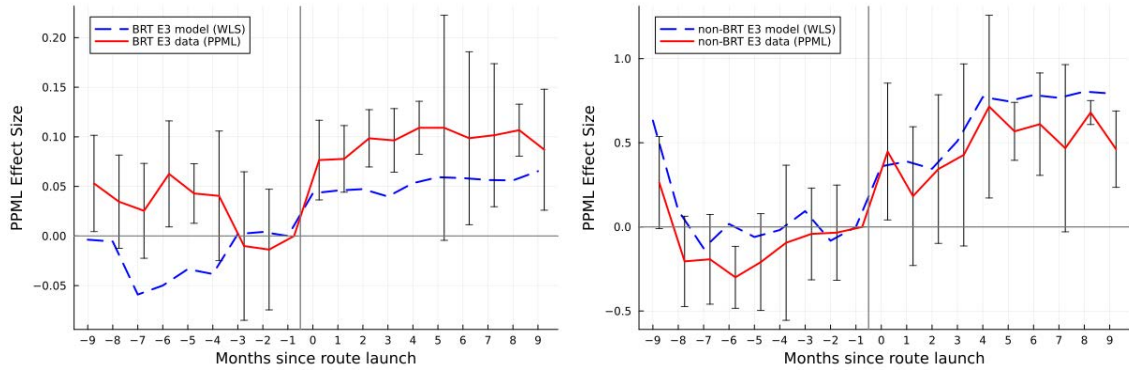 PPML Effect Size
BRT E3 model (WLS)
BRT E3 data (PPML)
0.20
0.15
0.10
0.05
0.00
−0.05
−9 −8 −7 −6 −5 −4 −3 −2 −1 0 1 2 3 4 5 6 7 8 9
Months since route launch
PPML Effect Size
non-BRT E3 model (WLS)
non-BRT E3 data (PPML)
1.0
0.5
0.0
−0.5
−9 −8 −7 −6 −5 −4 −3 −2 −1 0 1 2 3 4 5 6 7 8 9
Months since route launch